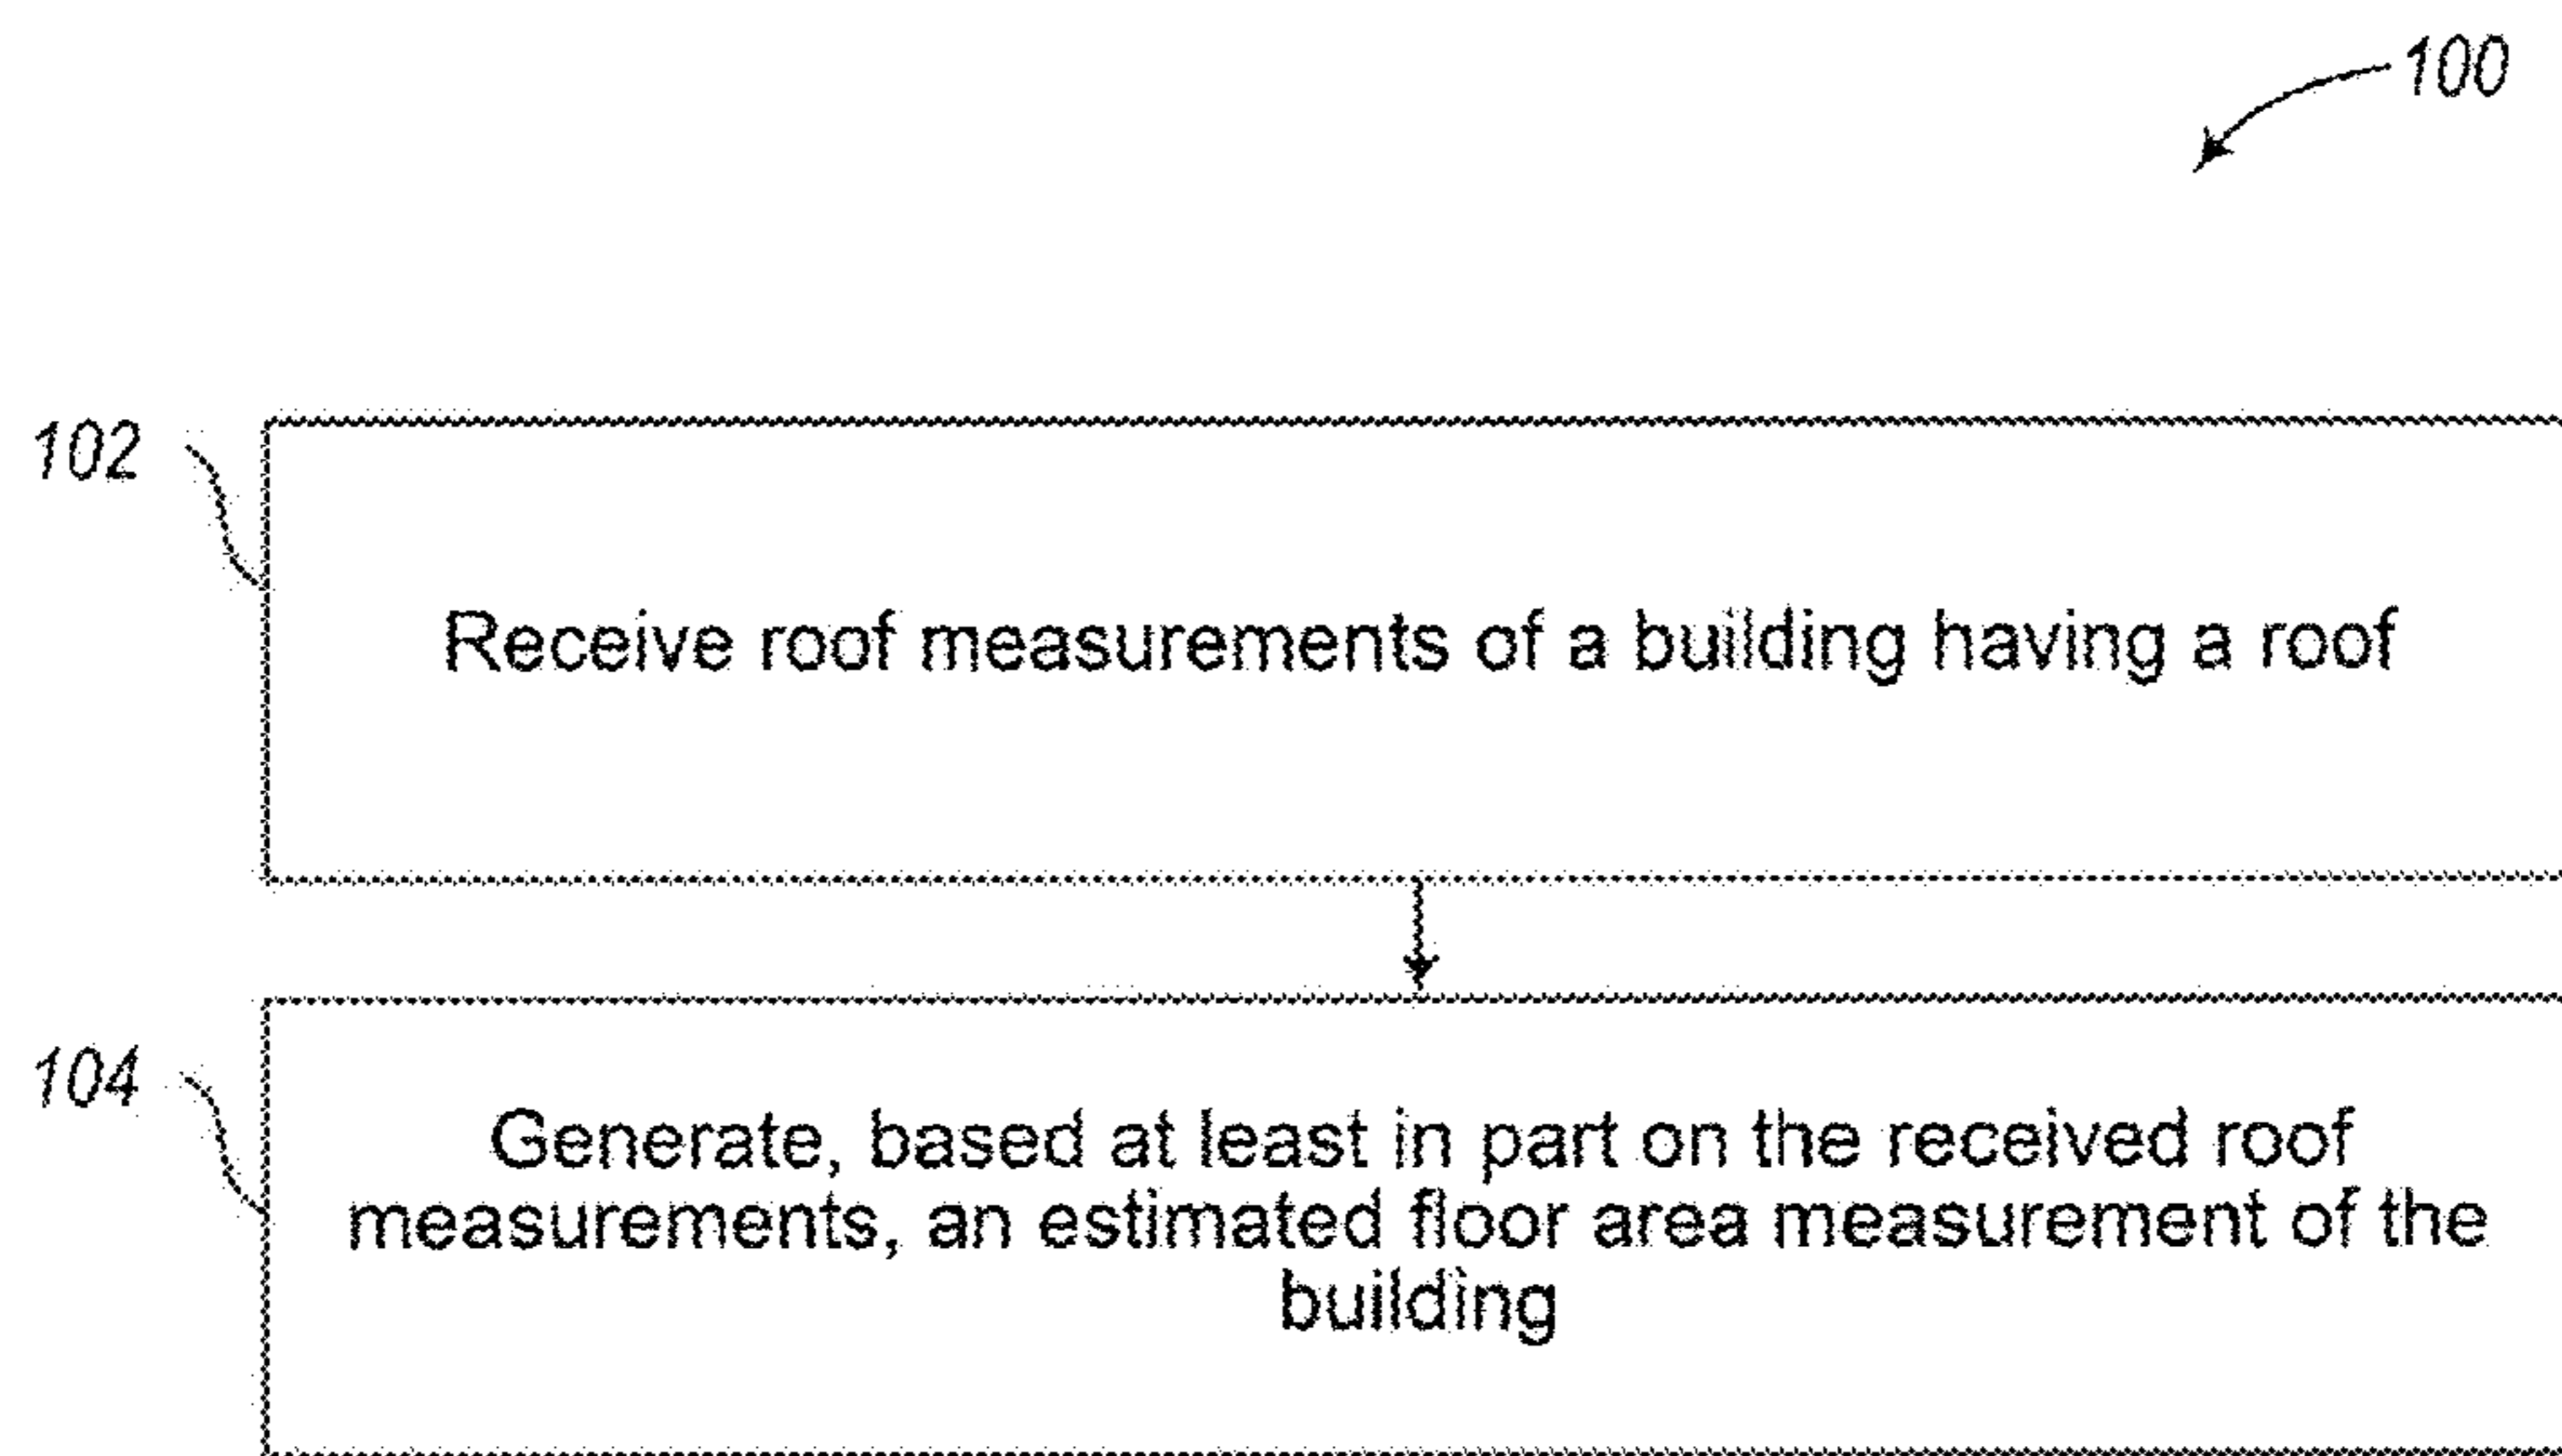 100
102
Receive roof measurements of a building having a roof
104
Generate, based at least in part on the received roof
measurements, an estimated floor area measurement of the
building